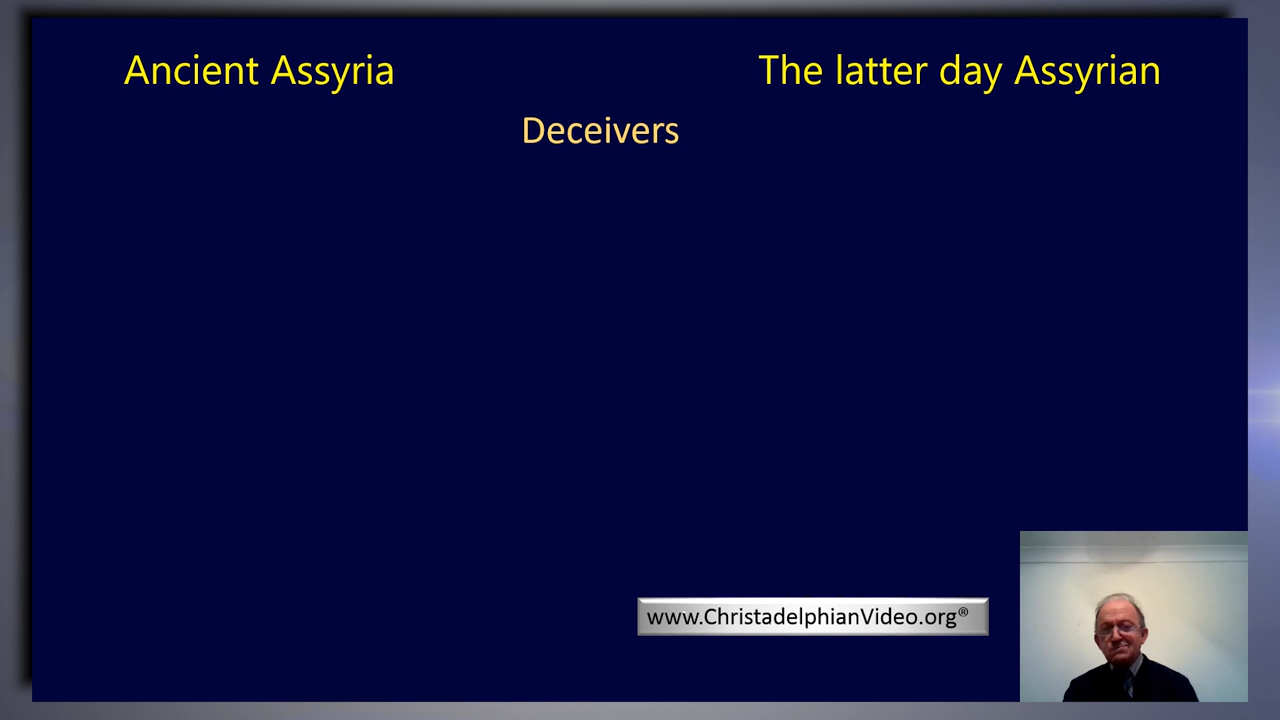 Ancient Assyria
The latter day Assyrian
Deceivers
www.ChristadelphianVideo.org®